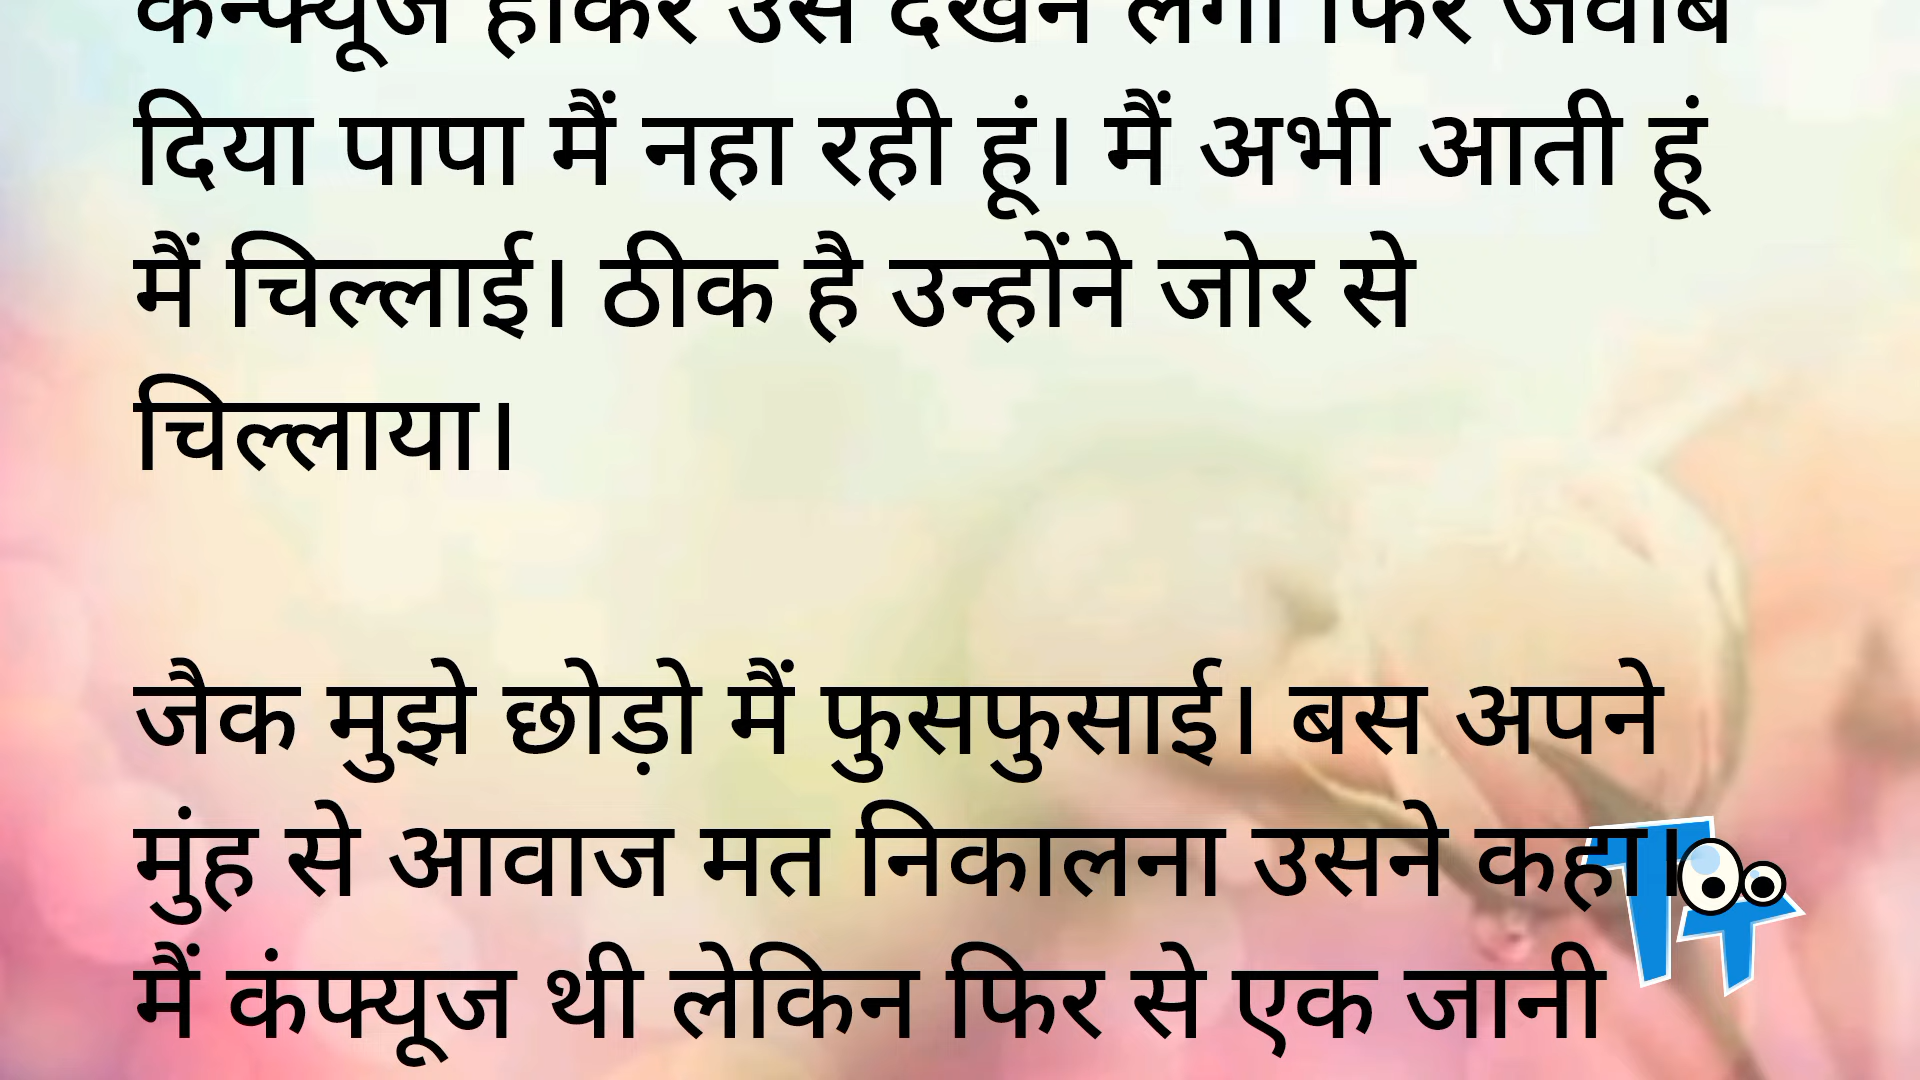 कन्फ्यूज होकर उसे देखने लगी फिर जवाब
दिया पापा मैं नहा रही हूं। मैं अभी आती हूं
मैं चिल्लाई। ठीक है उन्होंने जोर से
चिल्लाया।
जैक मुझे छोड़ो मैं फुसफुसाई। बस अपने
मुंह से आवाज मत निकालना उसने कहा।
मैं कंफ्यूज थी लेकिन फिर से एक जानी